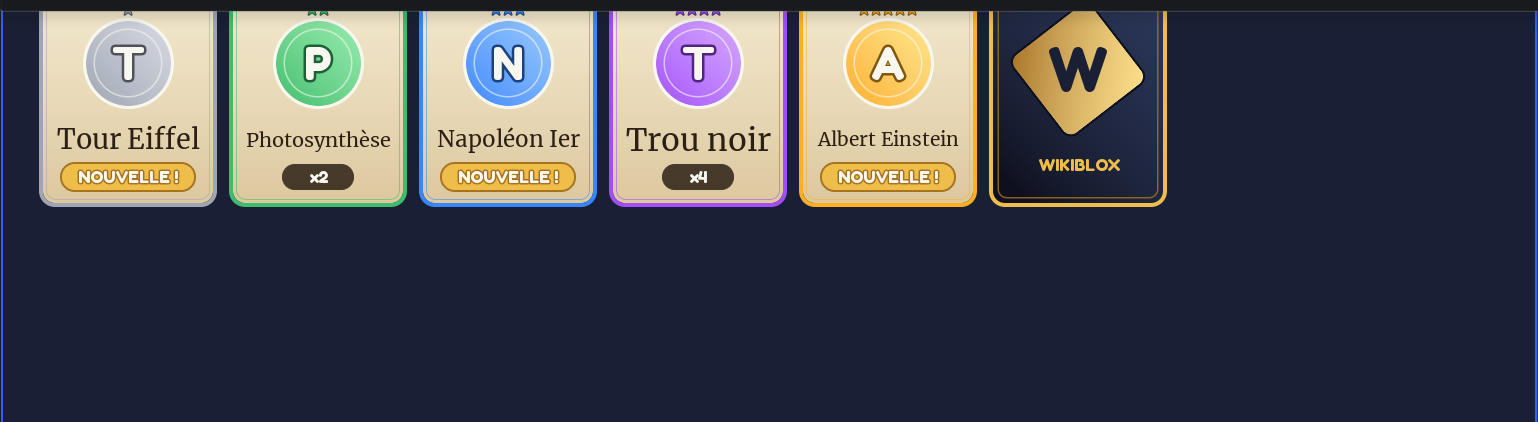 T
P
N
T
A
W
Tour Eiffel
Photosynthèse
Napoléon Ier
Trou noir
Albert Einstein
WIKIBLOX
NOUVELLE !
x2
NOUVELLE !
x4
NOUVELLE !